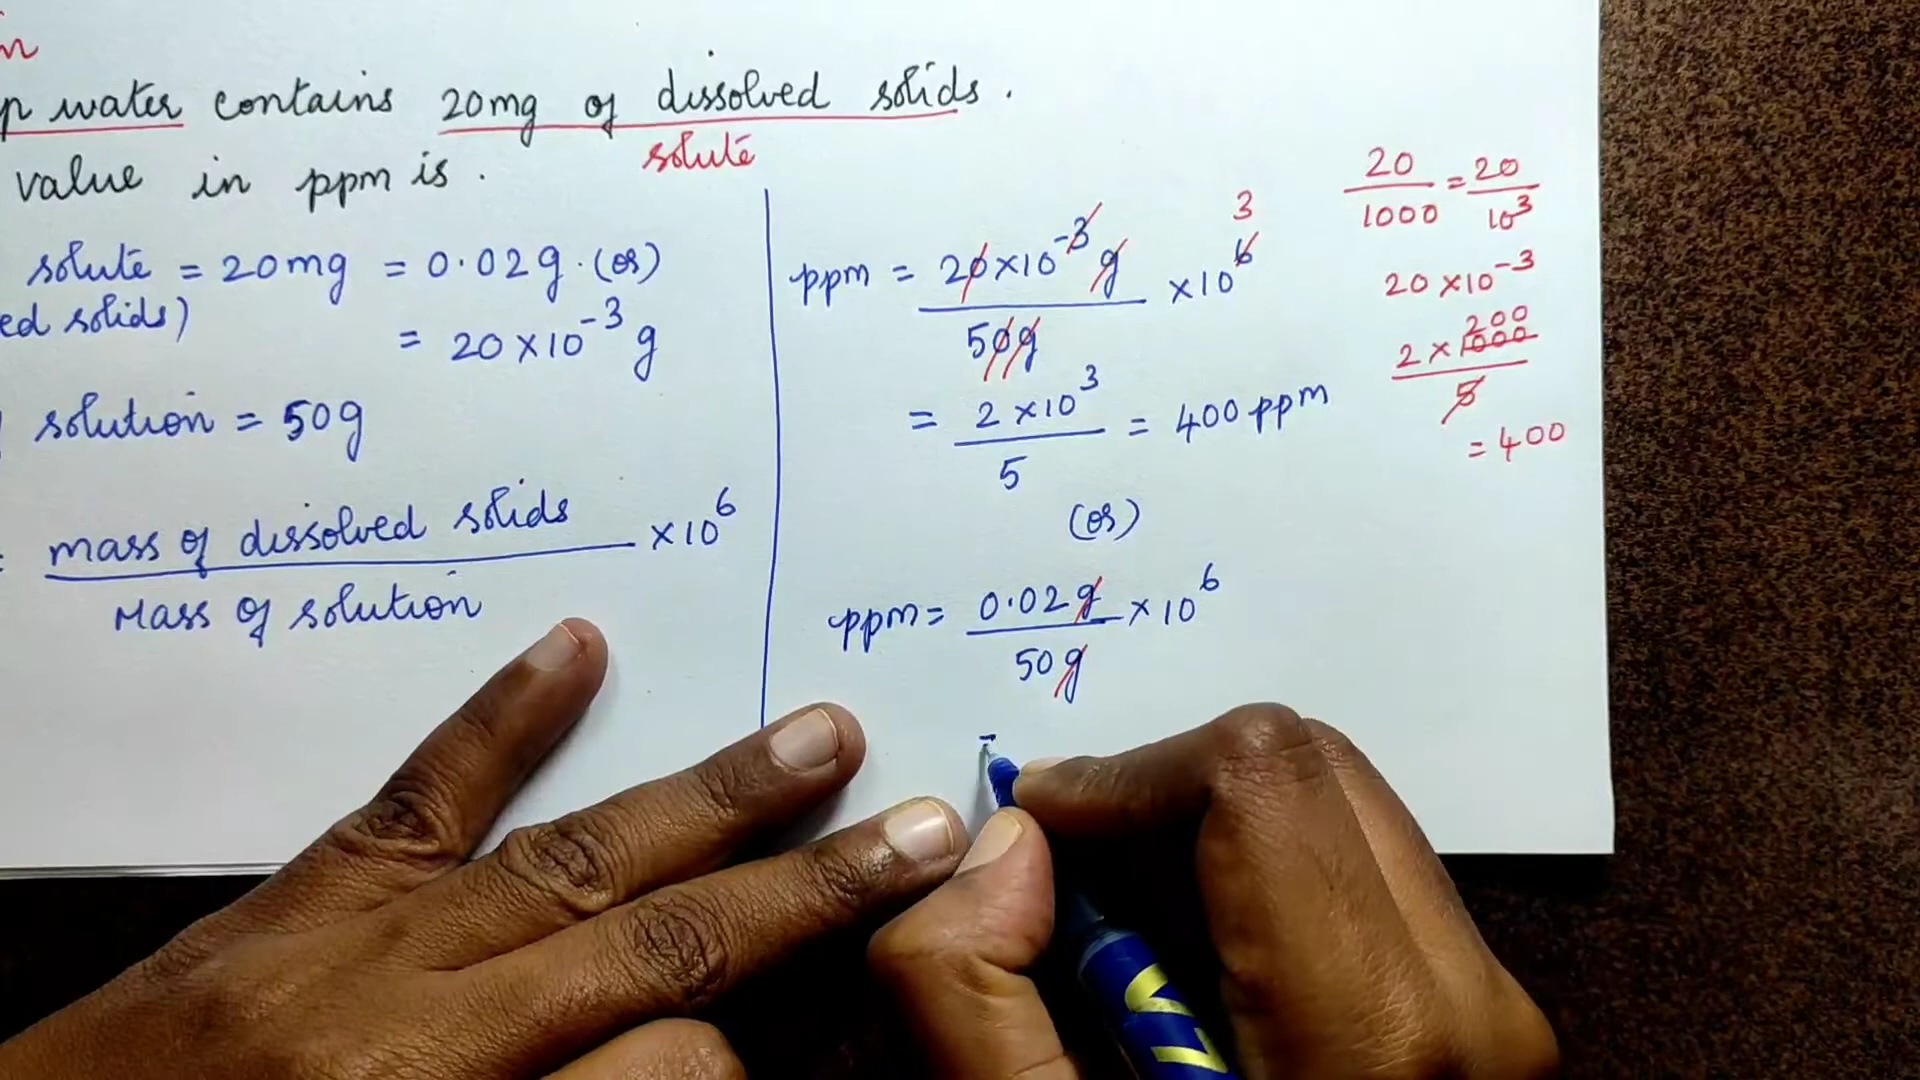 p water contains 20mg of dissolved solids.
solute
value in ppm is.
solute = 20mg = 0.02g. (or)
ed solids)
= 20 × 10⁻³ g
solution = 50g
= mass of dissolved solids / Mass of solution × 10⁶
ppm = 20 × 10⁻³ g / 50g × 10⁶ 3
= 2 × 10³ / 5 = 400 ppm
(or)
ppm = 0.02g / 50g × 10⁶
20 / 1000 = 20 / 10³
20 × 10⁻³
200
2 × 1000 / 5
= 400